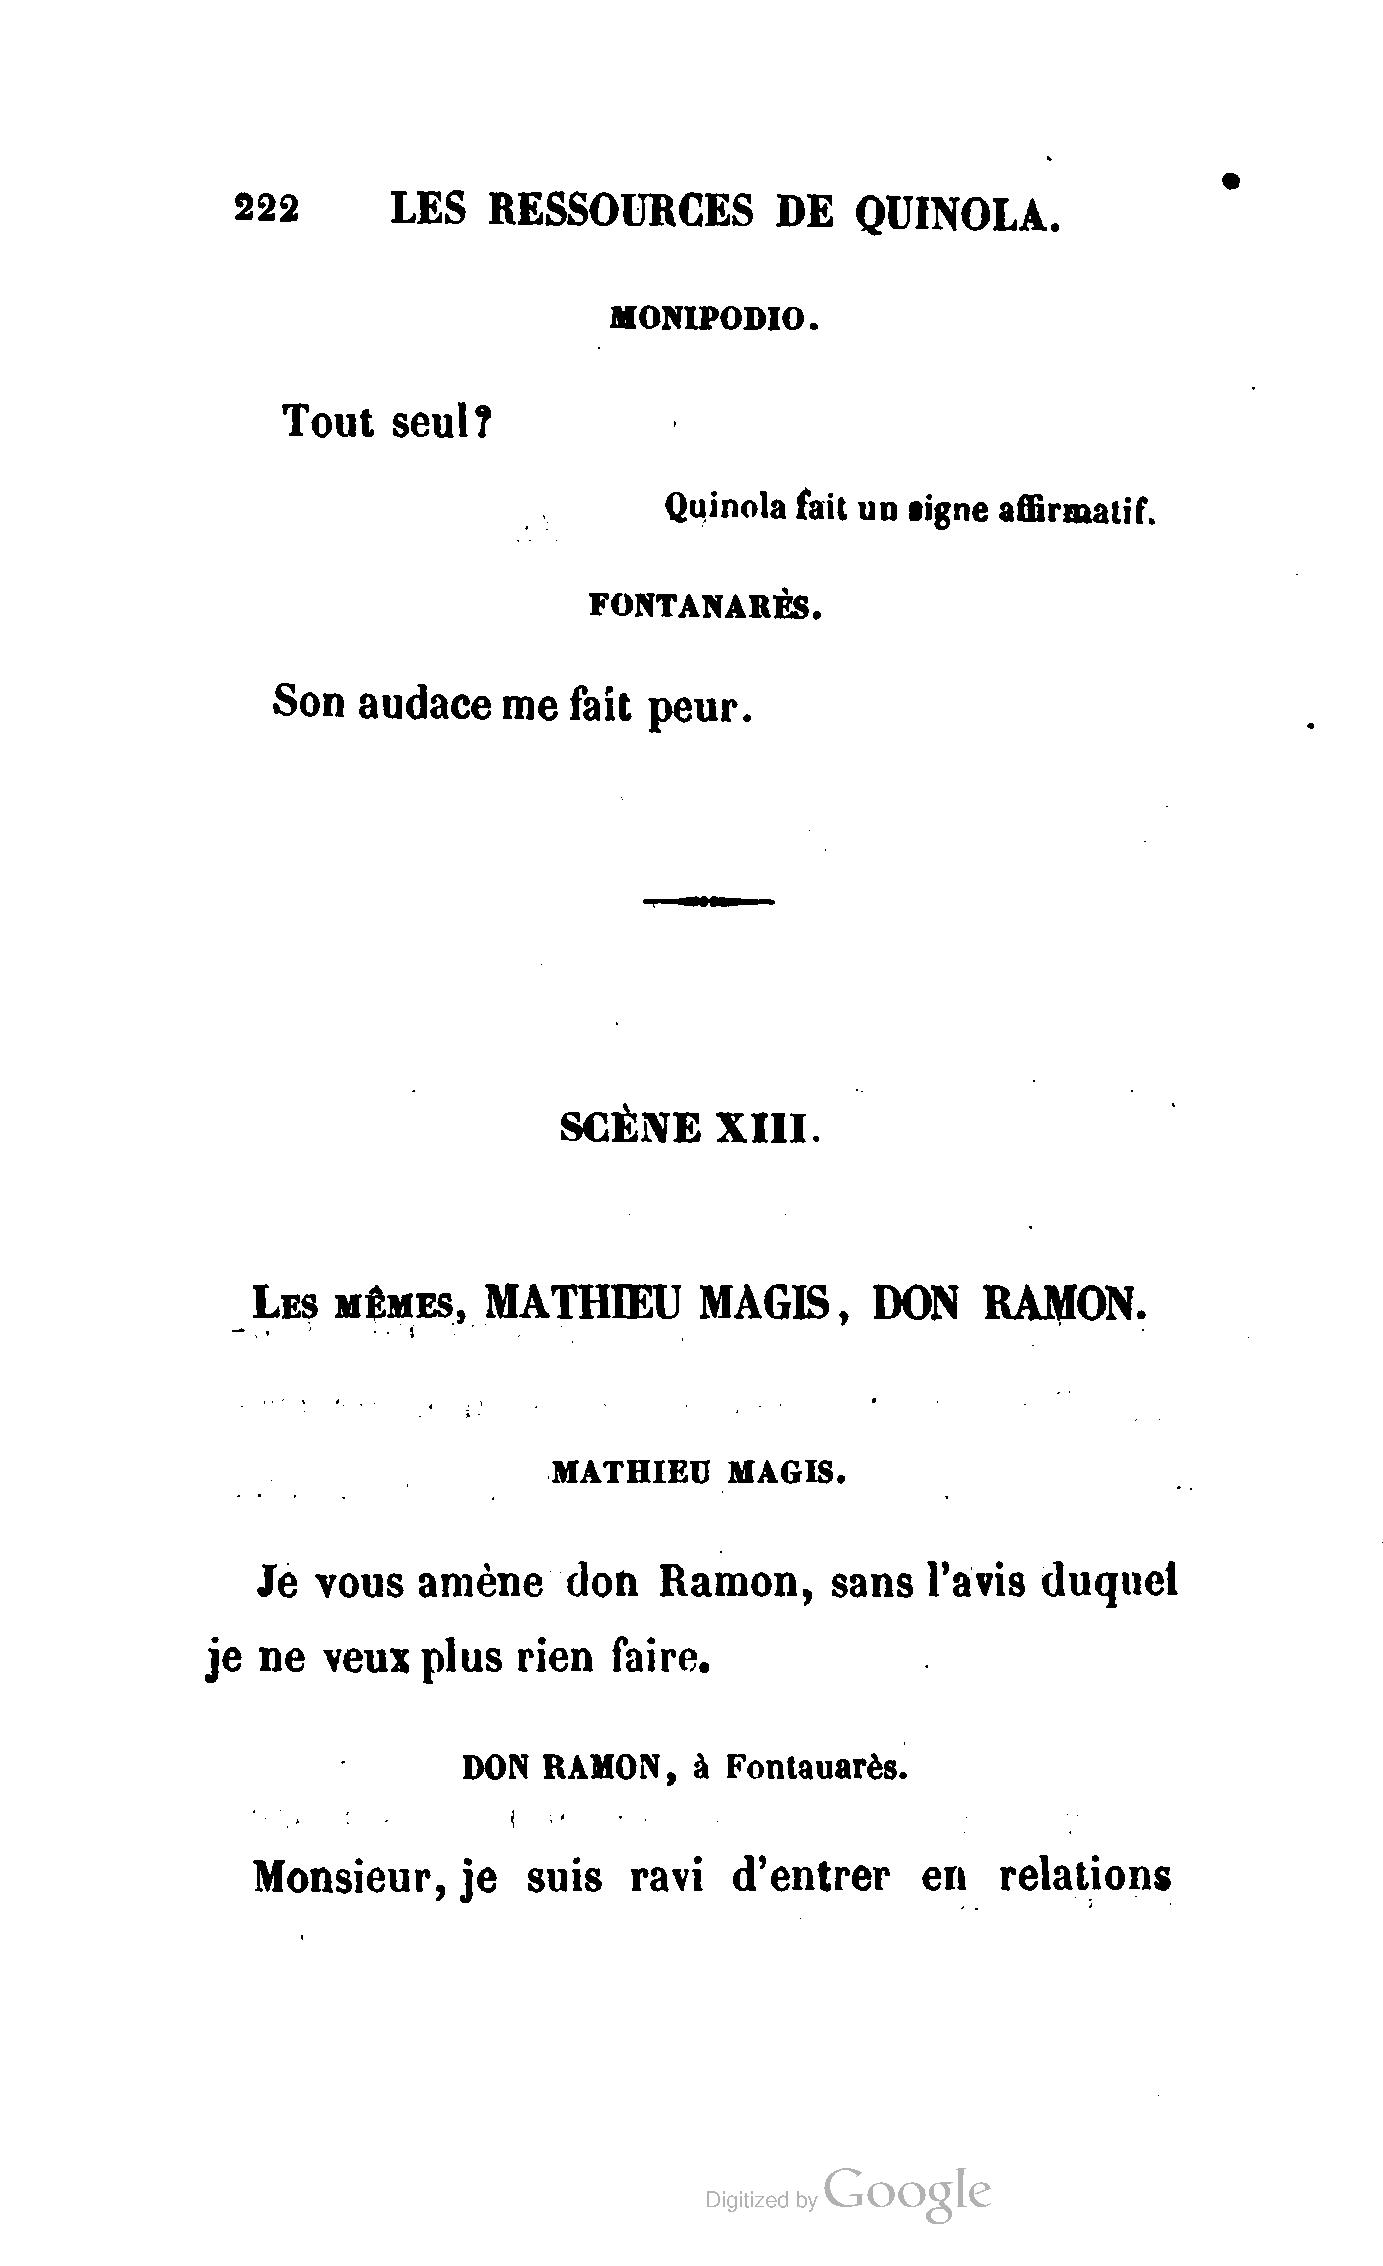 222 LES RESSOURCES DE QUINOLA.
MONIPODIO.
Tout seul?
Quinola fait un signe affirmatif.
FONTANARÈS.
Son audace me fait peur.
SCÈNE XIII.
LES MÊMES, MATHIEU MAGIS, DON RAMON.
MATHIEU MAGIS.
Je vous amène don Ramon, sans l'avis duquel
je ne veux plus rien faire.
DON RAMON, à Fontauarès.
Monsieur, je suis ravi d'entrer en relations
Digitized by Google